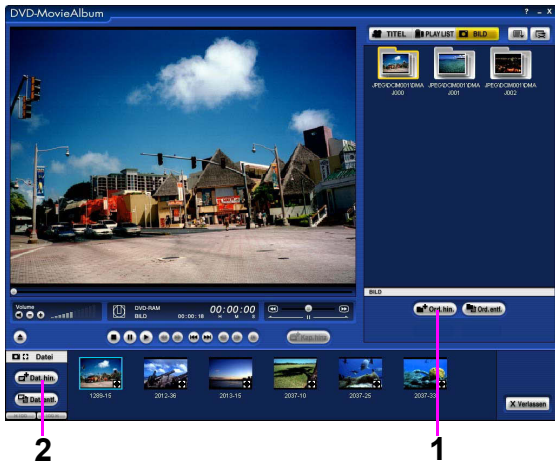 DVD-MovieAlbum
TITEL PLAY LIST BILD
JPEG\DCIM001\DMA
J000
JPEG\DCIM001\DMA
J001
JPEG\DCIM001\DMA
J002
BILD
Ord. hin. Ord. entf.
Volume
DVD-RAM
BILD 00:00:18
00:00:00
H M S
Kap.hinz
Datei
Dat. hin.
Dat. entf.
1289-15
2012-36
2013-15
2037-10
2037-25
2037-33
X Verlassen
2
1